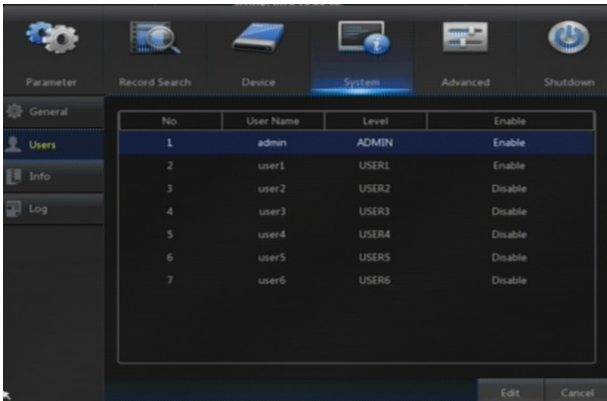 Parameter Record Search Device System Advanced Shutdown
General
Users
Info
Log
No. User Name Level Enable
1 admin ADMIN Enable
2 user1 USER1 Enable
3 user2 USER2 Disable
4 user3 USER3 Disable
5 user4 USER4 Disable
6 user5 USER5 Disable
7 user6 USER6 Disable
Edit Cancel